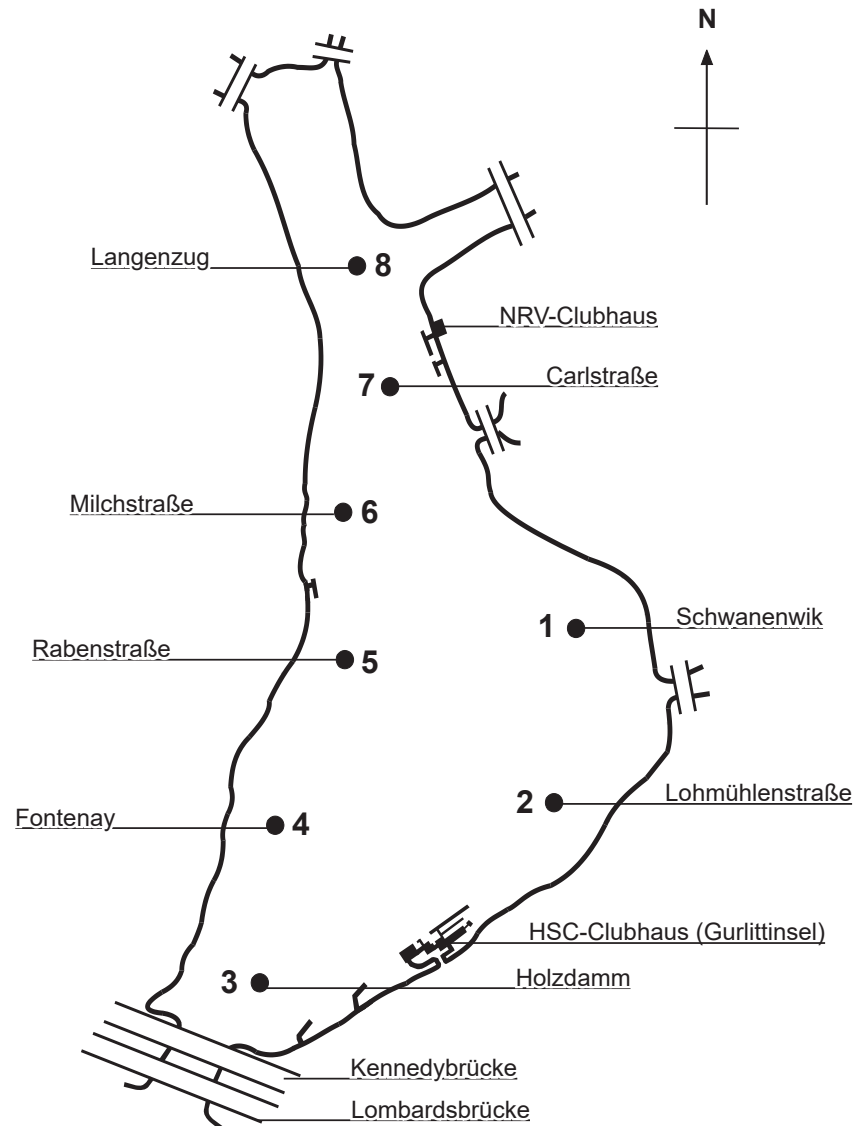 N
Langenzug
8
NRV-Clubhaus
7
Carlstraße
Milchstraße
6
1
Schwanenwik
Rabenstraße
5
2
Lohmühlenstraße
Fontenay
4
HSC-Clubhaus (Gurlittinsel)
3
Holzdamm
Kennedybrücke
Lombardsbrücke